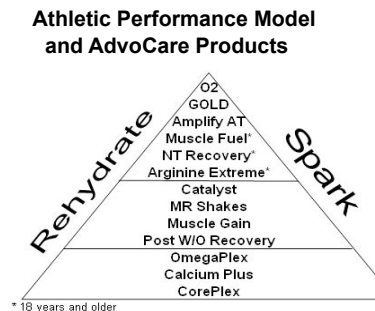 Athletic Performance Model
and AdvoCare Products
Rehydrate
Spark
O2
GOLD
Amplify AT
Muscle Fuel*
NT Recovery*
Arginine Extreme*
Catalyst
MR Shakes
Muscle Gain
Post W/O Recovery
OmegaPlex
Calcium Plus
CorePlex
* 18 years and older